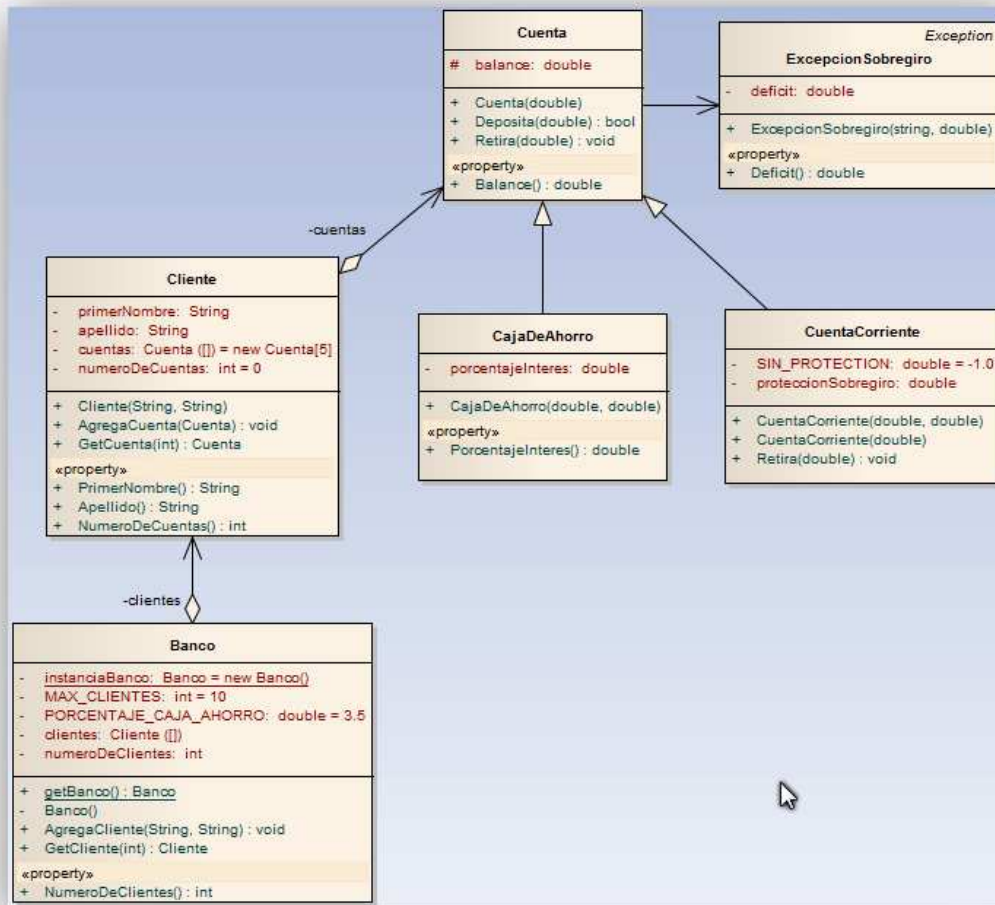 Cuenta
# balance: double
+ Cuenta(double)
+ Deposita(double) : bool
+ Retira(double) : void
«property»
+ Balance() : double
Exception
ExcepcionSobregiro
- deficit: double
+ ExcepcionSobregiro(string, double)
«property»
+ Deficit() : double
-cuentas
Cliente
- primerNombre: String
- apellido: String
- cuentas: Cuenta ([]) = new Cuenta[5]
- numeroDeCuentas: int = 0
+ Cliente(String, String)
+ AgregaCuenta(Cuenta) : void
+ GetCuenta(int) : Cuenta
«property»
+ PrimerNombre() : String
+ Apellido() : String
+ NumeroDeCuentas() : int
CajaDeAhorro
- porcentajeInteres: double
+ CajaDeAhorro(double, double)
«property»
+ PorcentajeInteres() : double
CuentaCorriente
- SIN_PROTECTION: double = -1.0
- proteccionSobregiro: double
+ CuentaCorriente(double, double)
+ CuentaCorriente(double)
+ Retira(double) : void
-clientes
Banco
- instanciaBanco: Banco = new Banco()
- MAX_CLIENTES: int = 10
- PORCENTAJE_CAJA_AHORRO: double = 3.5
- clientes: Cliente ([])
- numeroDeClientes: int
+ getBanco() : Banco
- Banco()
+ AgregaCliente(String, String) : void
+ GetCliente(int) : Cliente
«property»
+ NumeroDeClientes() : int